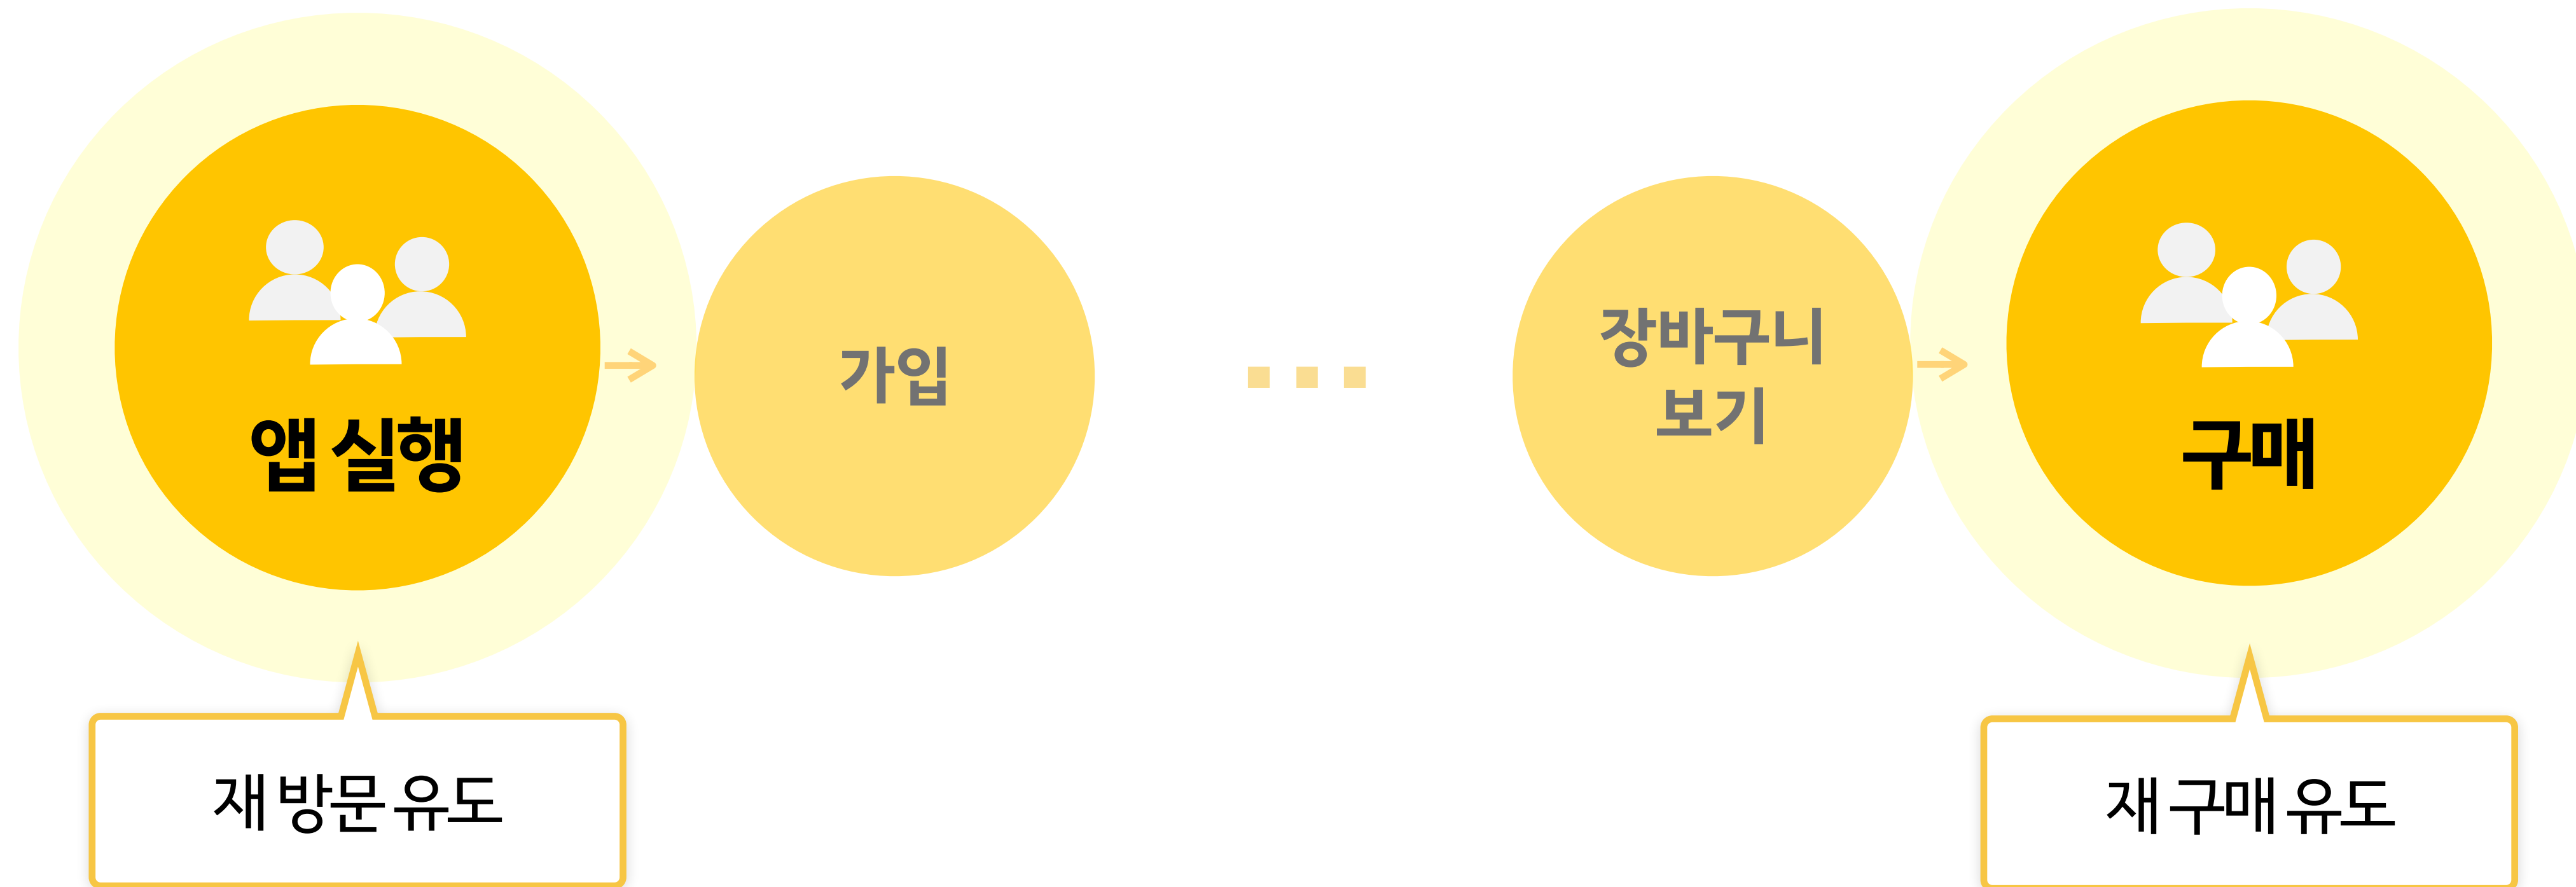 앱 실행
가입
장바구니
보기
구매
재 방문 유도
재 구매 유도